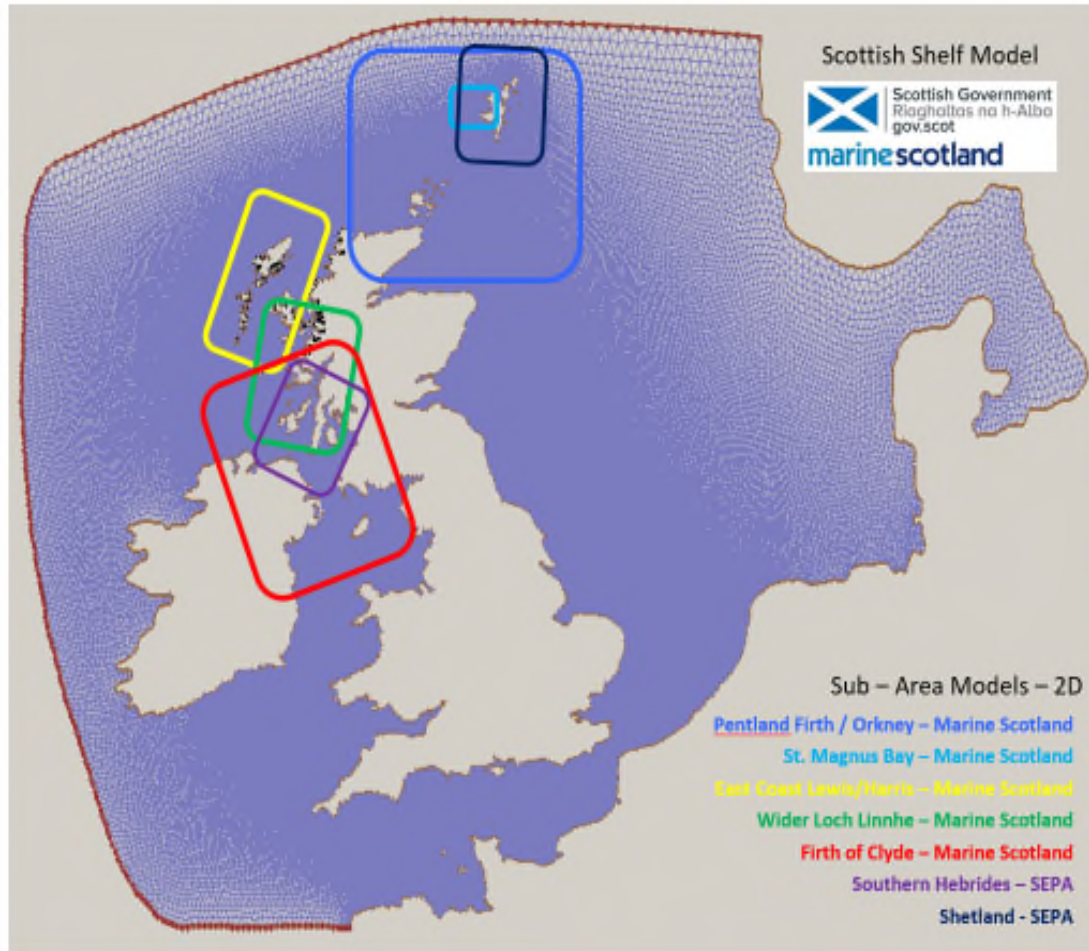 Scottish Shelf Model
Scottish Government
Riaghaltas na h-Alba
gov.scot
marinescotland
Sub – Area Models – 2D
Pentland Firth / Orkney – Marine Scotland
St. Magnus Bay – Marine Scotland
East Coast Lewis/Harris – Marine Scotland
Wider Loch Linnhe – Marine Scotland
Firth of Clyde – Marine Scotland
Southern Hebrides – SEPA
Shetland - SEPA